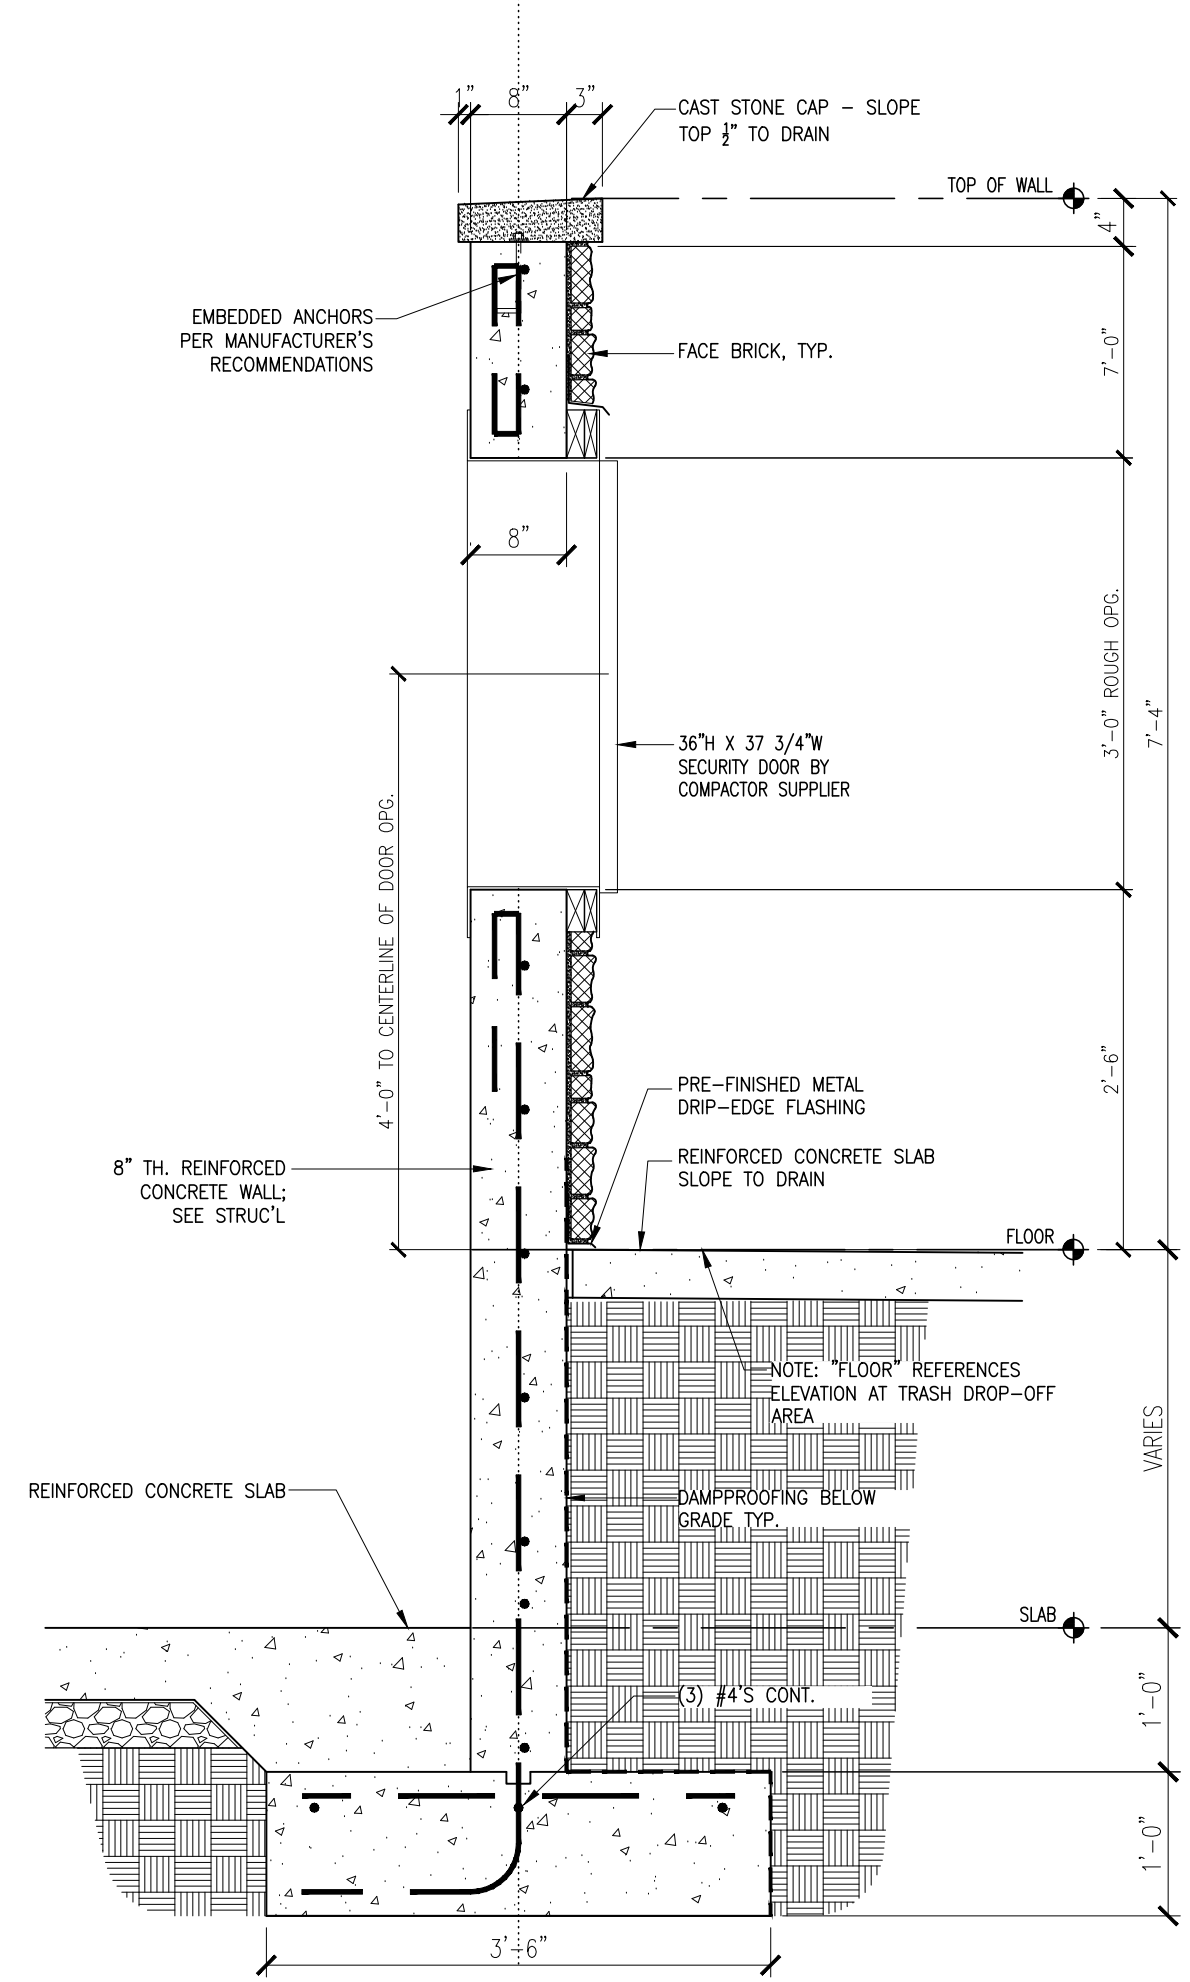 1” 8” 3”
CAST STONE CAP – SLOPE
TOP ½” TO DRAIN
TOP OF WALL
4”
EMBEDDED ANCHORS
PER MANUFACTURER'S
RECOMMENDATIONS
FACE BRICK, TYP.
7'-0”
8”
3'-0” ROUGH OPG.
7'-4”
36”H X 37 3/4”W
SECURITY DOOR BY
COMPACTOR SUPPLIER
4'-0” TO CENTERLINE OF DOOR OPG.
2'-6”
PRE-FINISHED METAL
DRIP-EDGE FLASHING
8” TH. REINFORCED
CONCRETE WALL;
SEE STRUC'L
REINFORCED CONCRETE SLAB
SLOPE TO DRAIN
FLOOR
NOTE: ”FLOOR” REFERENCES
ELEVATION AT TRASH DROP-OFF
AREA
VARIES
REINFORCED CONCRETE SLAB
DAMPPROOFING BELOW
GRADE TYP.
SLAB
(3) #4'S CONT.
1'-0”
1'-0”
3'-6”